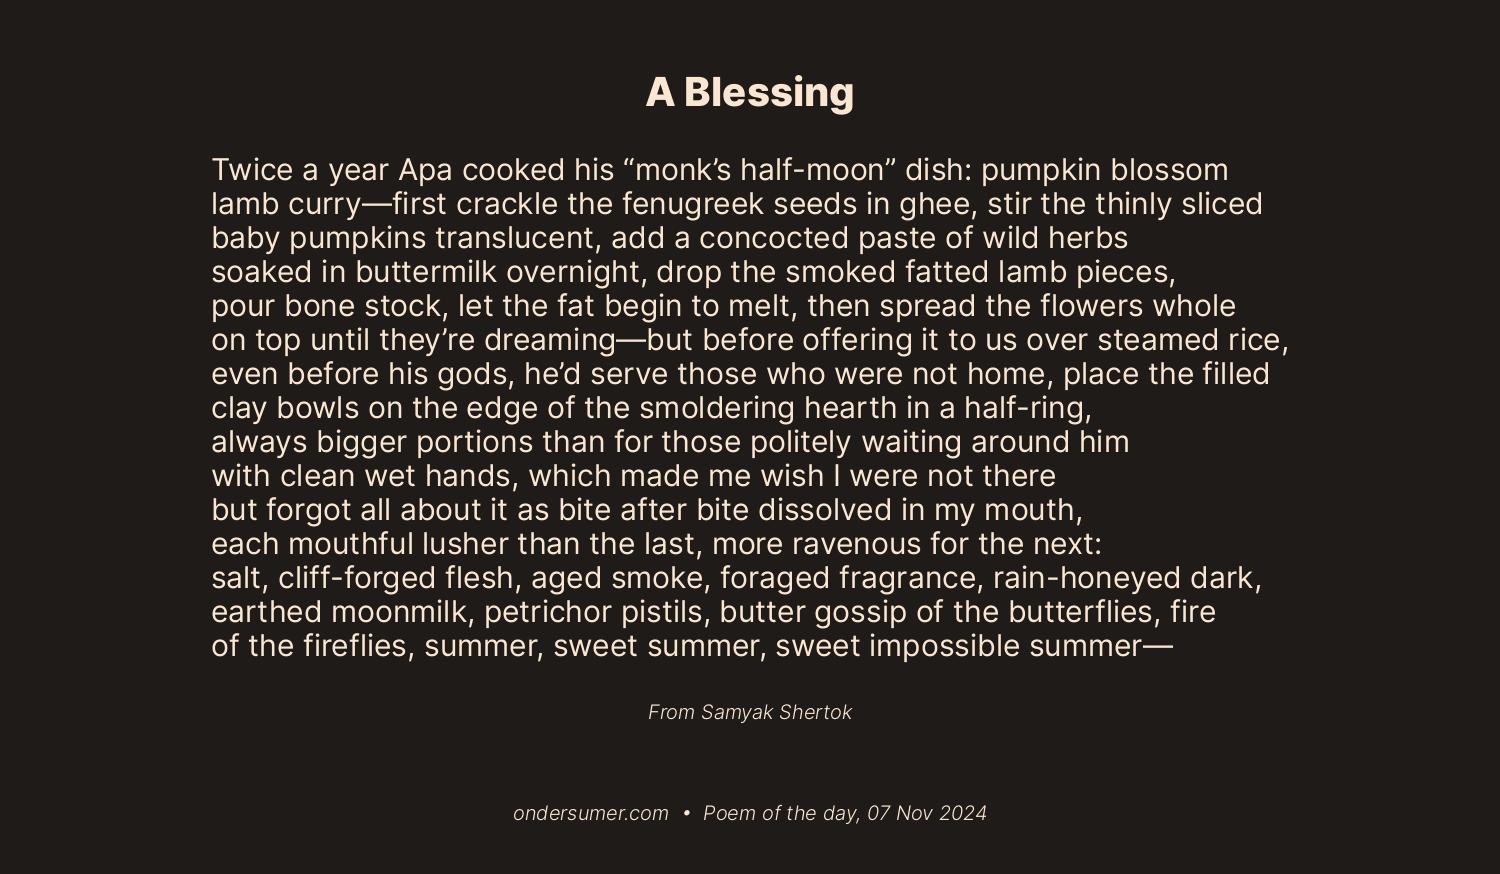 A Blessing
Twice a year Apa cooked his “monk’s half-moon” dish: pumpkin blossom
lamb curry—first crackle the fenugreek seeds in ghee, stir the thinly sliced
baby pumpkins translucent, add a concocted paste of wild herbs
soaked in buttermilk overnight, drop the smoked fatted lamb pieces,
pour bone stock, let the fat begin to melt, then spread the flowers whole
on top until they’re dreaming—but before offering it to us over steamed rice,
even before his gods, he’d serve those who were not home, place the filled
clay bowls on the edge of the smoldering hearth in a half-ring,
always bigger portions than for those politely waiting around him
with clean wet hands, which made me wish I were not there
but forgot all about it as bite after bite dissolved in my mouth,
each mouthful lusher than the last, more ravenous for the next:
salt, cliff-forged flesh, aged smoke, foraged fragrance, rain-honeyed dark,
earthed moonmilk, petrichor pistils, butter gossip of the butterflies, fire
of the fireflies, summer, sweet summer, sweet impossible summer—
From Samyak Shertok
ondersumer.com • Poem of the day, 07 Nov 2024